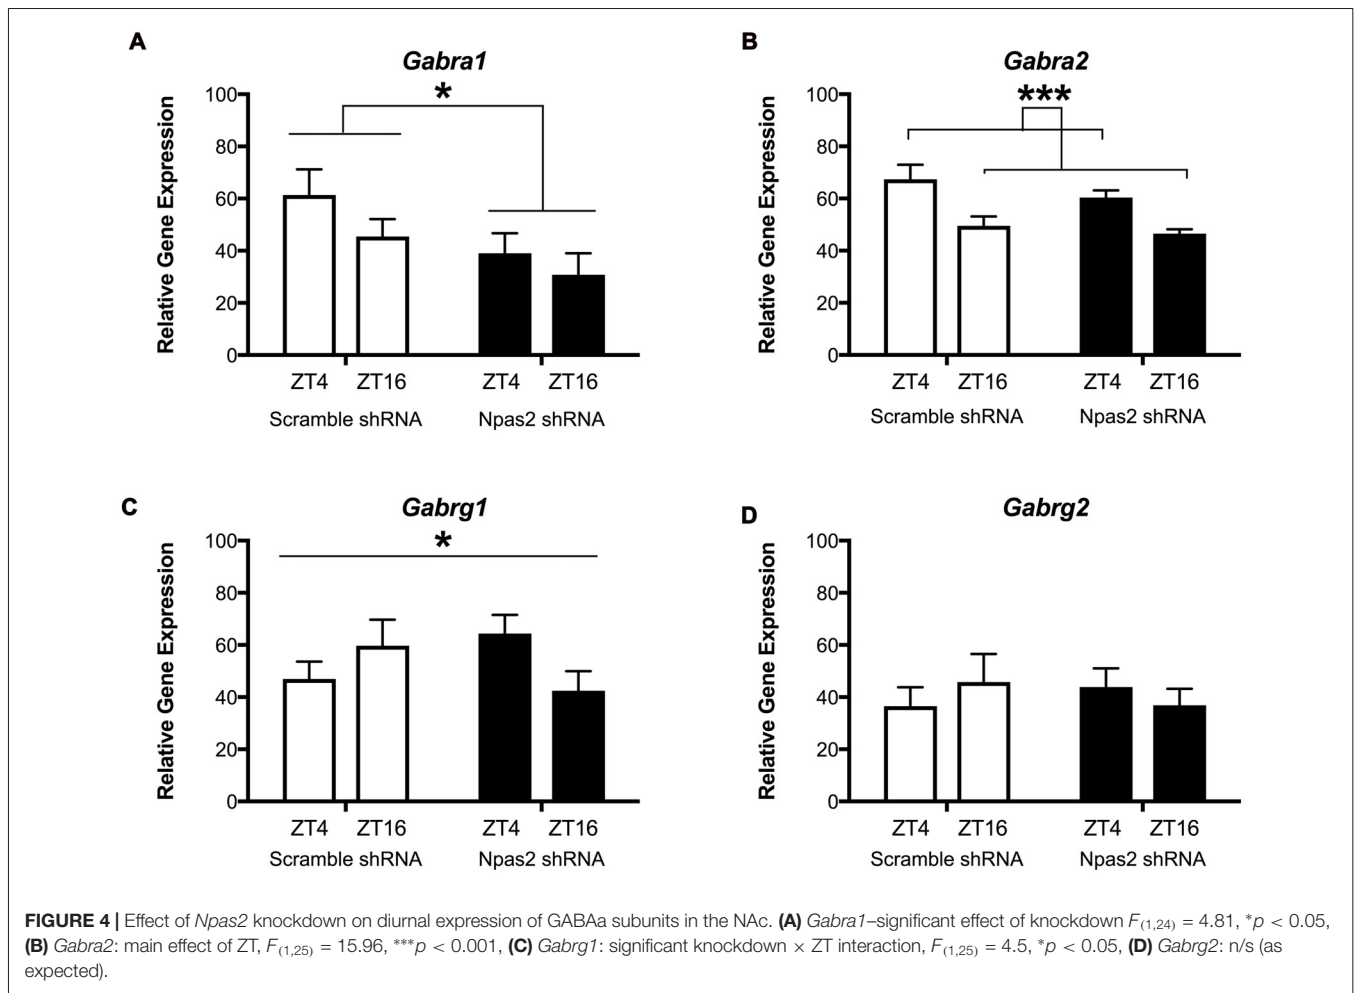 A
Gabra1
*
Relative Gene Expression
100
80
60
40
20
0
ZT4 ZT16 ZT4 ZT16
Scramble shRNA Npas2 shRNA
B
Gabra2
***
Relative Gene Expression
100
80
60
40
20
0
ZT4 ZT16 ZT4 ZT16
Scramble shRNA Npas2 shRNA
C
Gabrg1
*
Relative Gene Expression
100
80
60
40
20
0
ZT4 ZT16 ZT4 ZT16
Scramble shRNA Npas2 shRNA
D
Gabrg2
Relative Gene Expression
100
80
60
40
20
0
ZT4 ZT16 ZT4 ZT16
Scramble shRNA Npas2 shRNA
FIGURE 4 | Effect of Npas2 knockdown on diurnal expression of GABAa subunits in the NAc. (A) Gabra1–significant effect of knockdown F(1,24) = 4.81, *p < 0.05,
(B) Gabra2: main effect of ZT, F(1,25) = 15.96, ***p < 0.001, (C) Gabrg1: significant knockdown × ZT interaction, F(1,25) = 4.5, *p < 0.05, (D) Gabrg2: n/s (as
expected).